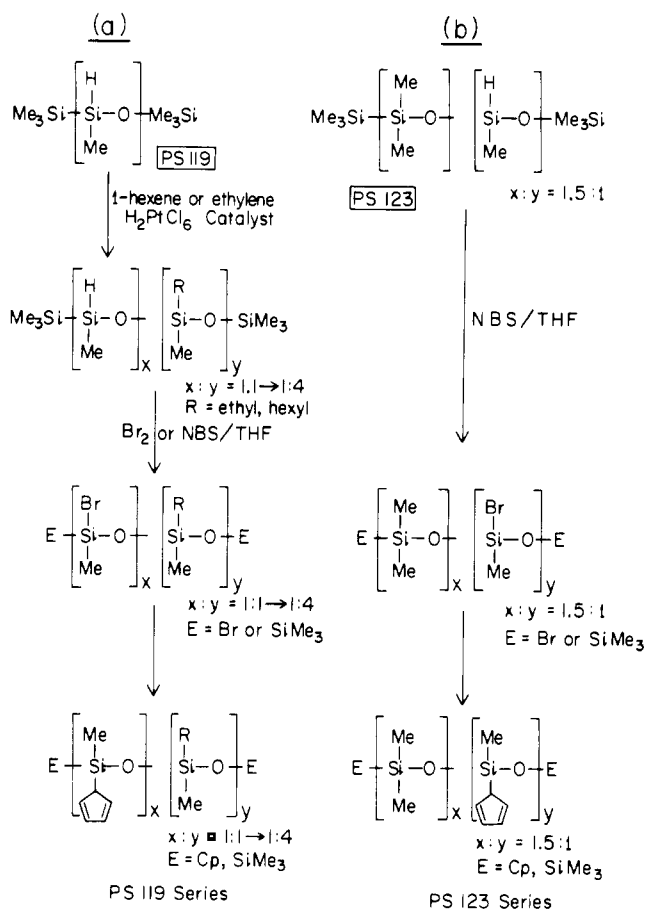 (a)
H
Me3Si Si—O Me3Si
Me
PS 119
1-hexene or ethylene
H2PtCl6 Catalyst
H R
Me3Si Si—O Si—O—SiMe3
Me x Me y
x : y = 1.1→1:4
R = ethyl, hexyl
Br2 or NBS/THF
Br R
E Si—O Si—O E
Me x Me y
x : y = 1:1→1:4
E = Br or SiMe3
Me R
E Si—O Si—O E
x Me y
x : y = 1:1→1:4
E = Cp, SiMe3
PS 119 Series
(b)
Me H
Me3Si Si—O Si—O Me3Si
Me Me
PS 123
x : y = 1.5 : 1
NBS/THF
Me Br
E Si—O Si—O E
Me x Me y
x : y = 1.5 : 1
E = Br or SiMe3
Me Me
E Si—O Si—O E
Me x y
x : y = 1.5 : 1
E = Cp, SiMe3
PS 123 Series